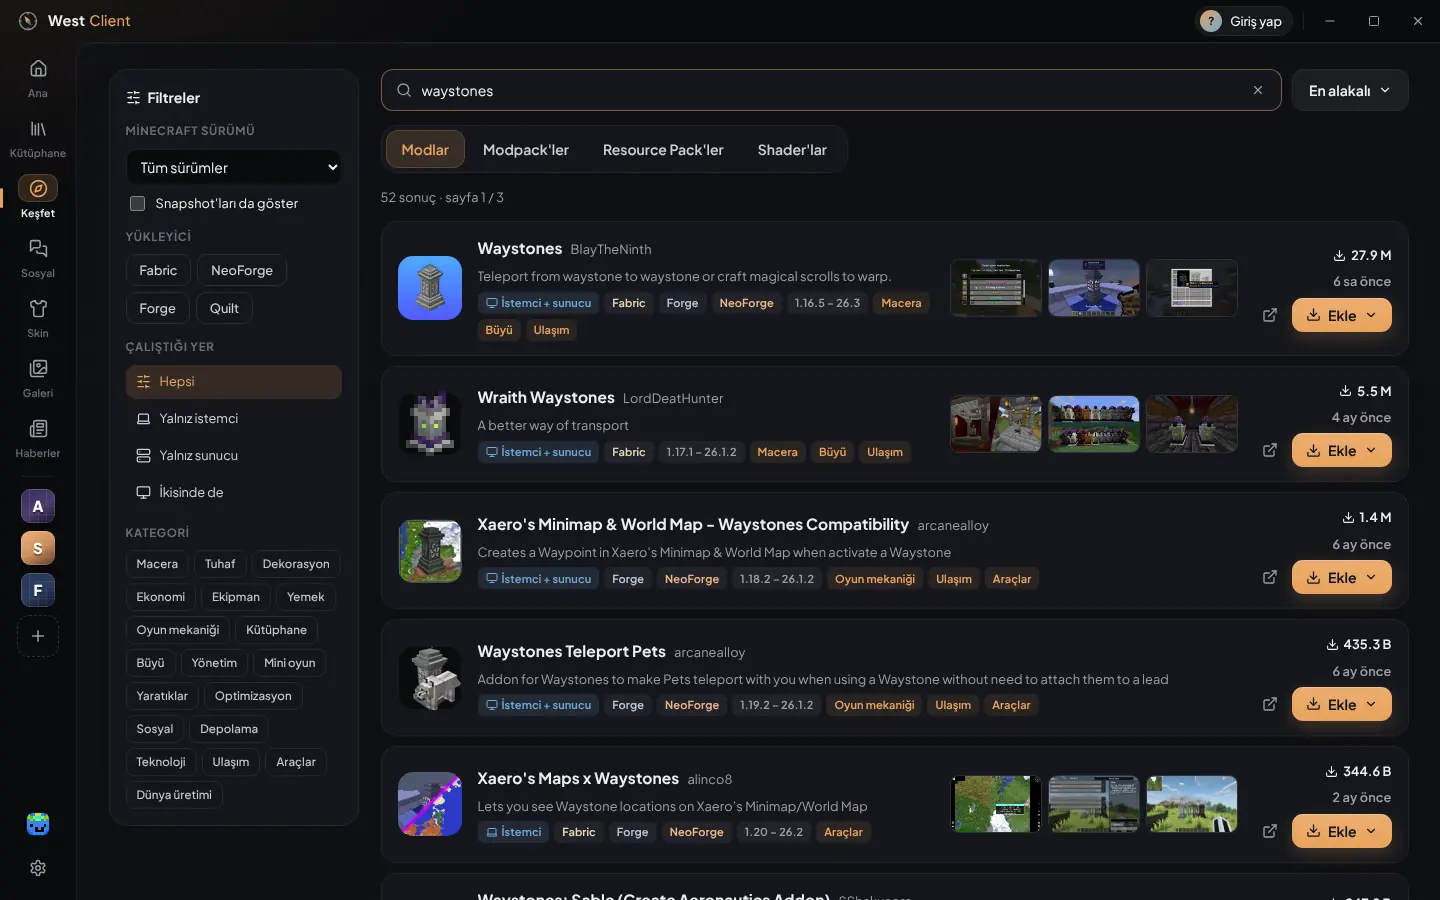 West Client
? Giriş yap
Ana
Kütüphane
Keşfet
Sosyal
Skin
Galeri
Haberler
A
S
F
Filtreler
MİNECRAFT SÜRÜMÜ
Tüm sürümler
Snapshot'ları da göster
YÜKLEYİCİ
Fabric NeoForge
Forge Quilt
ÇALIŞTIĞI YER
Hepsi
Yalnız istemci
Yalnız sunucu
İkisinde de
KATEGORİ
Macera Tuhaf Dekorasyon
Ekonomi Ekipman Yemek
Oyun mekaniği Kütüphane
Büyü Yönetim Mini oyun
Yaratıklar Optimizasyon
Sosyal Depolama
Teknoloji Ulaşım Araçlar
Dünya üretimi
waystones
En alakalı
Modlar Modpack'ler Resource Pack'ler Shader'lar
52 sonuç · sayfa 1 / 3
Waystones BlayTheNinth
Teleport from waystone to waystone or craft magical scrolls to warp.
İstemci + sunucu Fabric Forge NeoForge 1.16.5 – 26.3 Macera
Büyü Ulaşım
27.9 M
6 sa önce
Ekle
Wraith Waystones LordDeatHunter
A better way of transport
İstemci + sunucu Fabric 1.17.1 – 26.1.2 Macera Büyü Ulaşım
5.5 M
4 ay önce
Ekle
Xaero's Minimap & World Map - Waystones Compatibility arcanealloy
Creates a Waypoint in Xaero's Minimap & World Map when activate a Waystone
İstemci + sunucu Forge NeoForge 1.18.2 – 26.1.2 Oyun mekaniği Ulaşım Araçlar
1.4 M
6 ay önce
Ekle
Waystones Teleport Pets arcanealloy
Addon for Waystones to make Pets teleport with you when using a Waystone without need to attach them to a lead
İstemci + sunucu Forge NeoForge 1.19.2 – 26.1.2 Oyun mekaniği Ulaşım Araçlar
435.3 B
6 ay önce
Ekle
Xaero's Maps x Waystones alinco8
Lets you see Waystone locations on Xaero's Minimap/World Map
İstemci Fabric Forge NeoForge 1.20 – 26.2 Araçlar
344.6 B
2 ay önce
Ekle
Waystones: Sable (Create Aeronautics Addon)